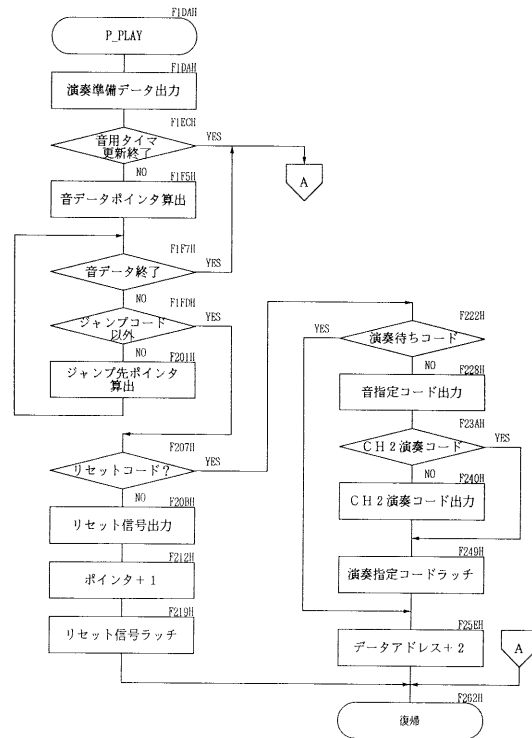 F1DAH
P_PLAY
F1DAH
演奏準備データ出力
F1ECH
音用タイマ
更新終了
YES
NO
A
F1F5H
音データポインタ算出
F1F7H
音データ終了
YES
NO
F1FDH
ジャンプコード
以外
YES
NO
F201H
ジャンプ先ポインタ
算出
F207H
リセットコード?
YES
NO
F20BH
リセット信号出力
F212H
ポインタ+1
F219H
リセット信号ラッチ
F222H
YES
演奏待ちコード
NO
F228H
音指定コード出力
F23AH
CH2演奏コード
YES
NO
F240H
CH2演奏コード出力
F249H
演奏指定コードラッチ
F25EH
データアドレス+2
A
F262H
復帰